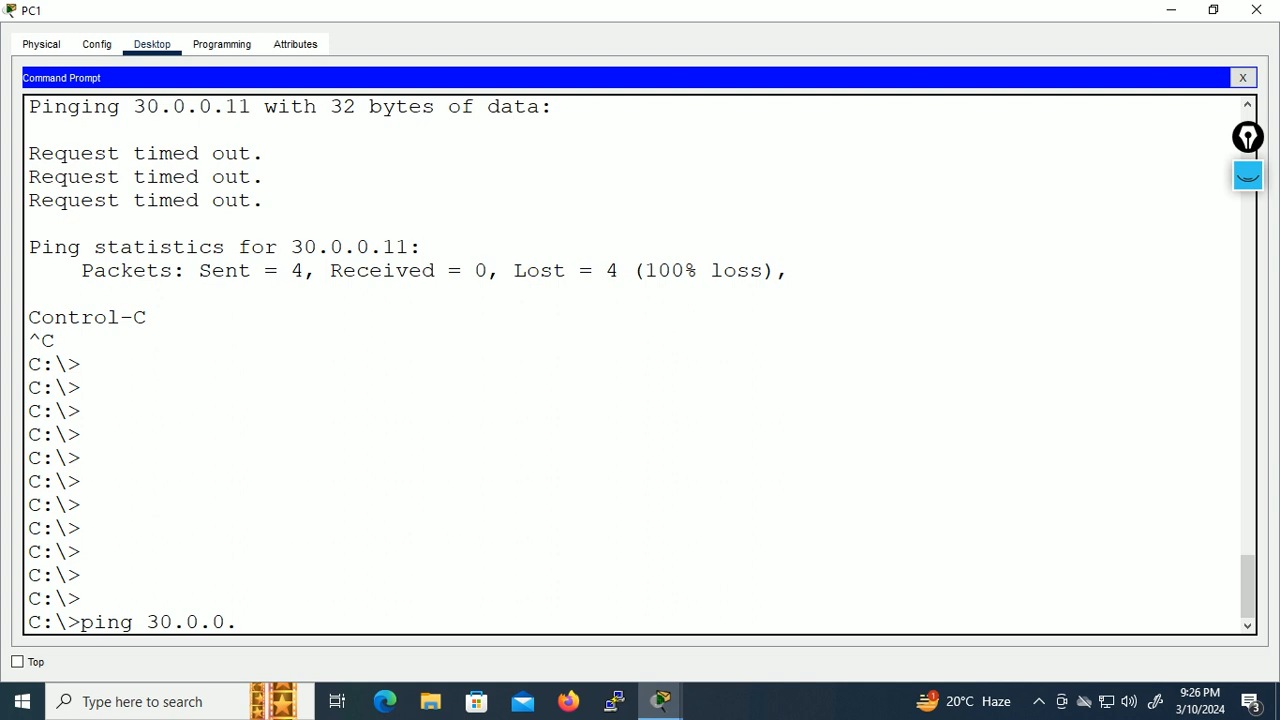 PC1
Physical Config Desktop Programming Attributes
Command Prompt X
Pinging 30.0.0.11 with 32 bytes of data:
Request timed out.
Request timed out.
Request timed out.
Ping statistics for 30.0.0.11:
Packets: Sent = 4, Received = 0, Lost = 4 (100% loss),
Control-C
^C
C:\>
C:\>
C:\>
C:\>
C:\>
C:\>
C:\>
C:\>
C:\>
C:\>
C:\>
C:\>ping 30.0.0.
Top
Type here to search
1
20°C Haze
9:26 PM
3/10/2024
3